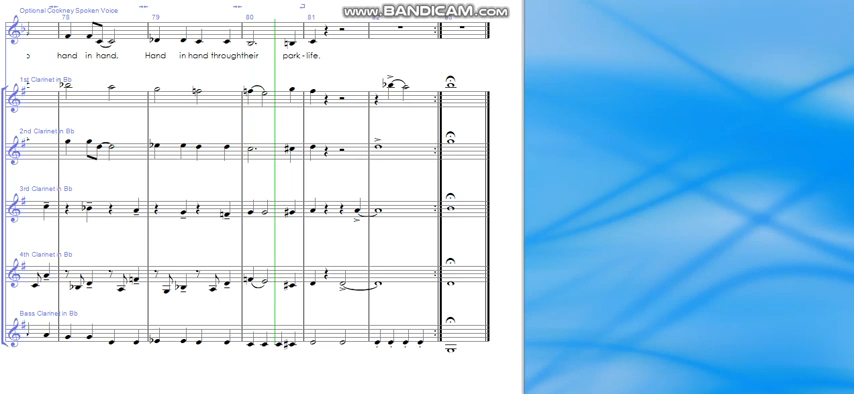 www.BANDICAM.com
Optional Cockney Spoken Voice
78 79 80 81
hand in hand, Hand in hand through their park - life.
1st Clarinet in Bb
2nd Clarinet in Bb
3rd Clarinet in Bb
4th Clarinet in Bb
Bass Clarinet in Bb